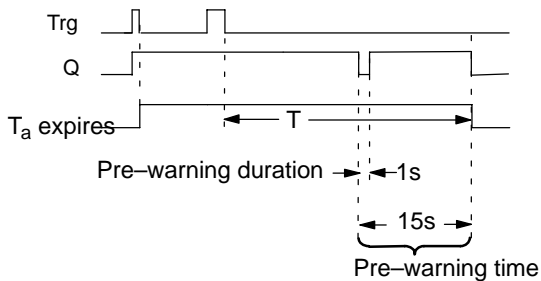 Trg
Q
Ta expires
T
Pre–warning duration
1s
15s
Pre–warning time